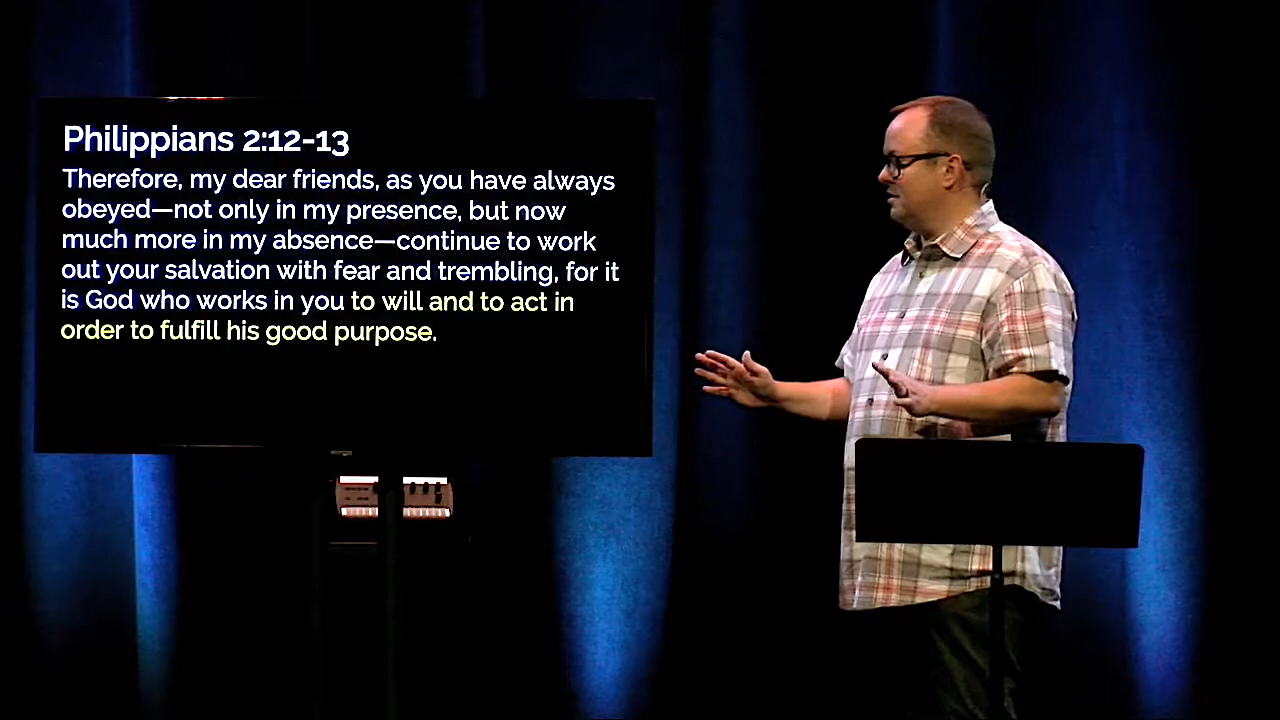 Philippians 2:12-13
Therefore, my dear friends, as you have always
obeyed—not only in my presence, but now
much more in my absence—continue to work
out your salvation with fear and trembling, for it
is God who works in you to will and to act in
order to fulfill his good purpose.